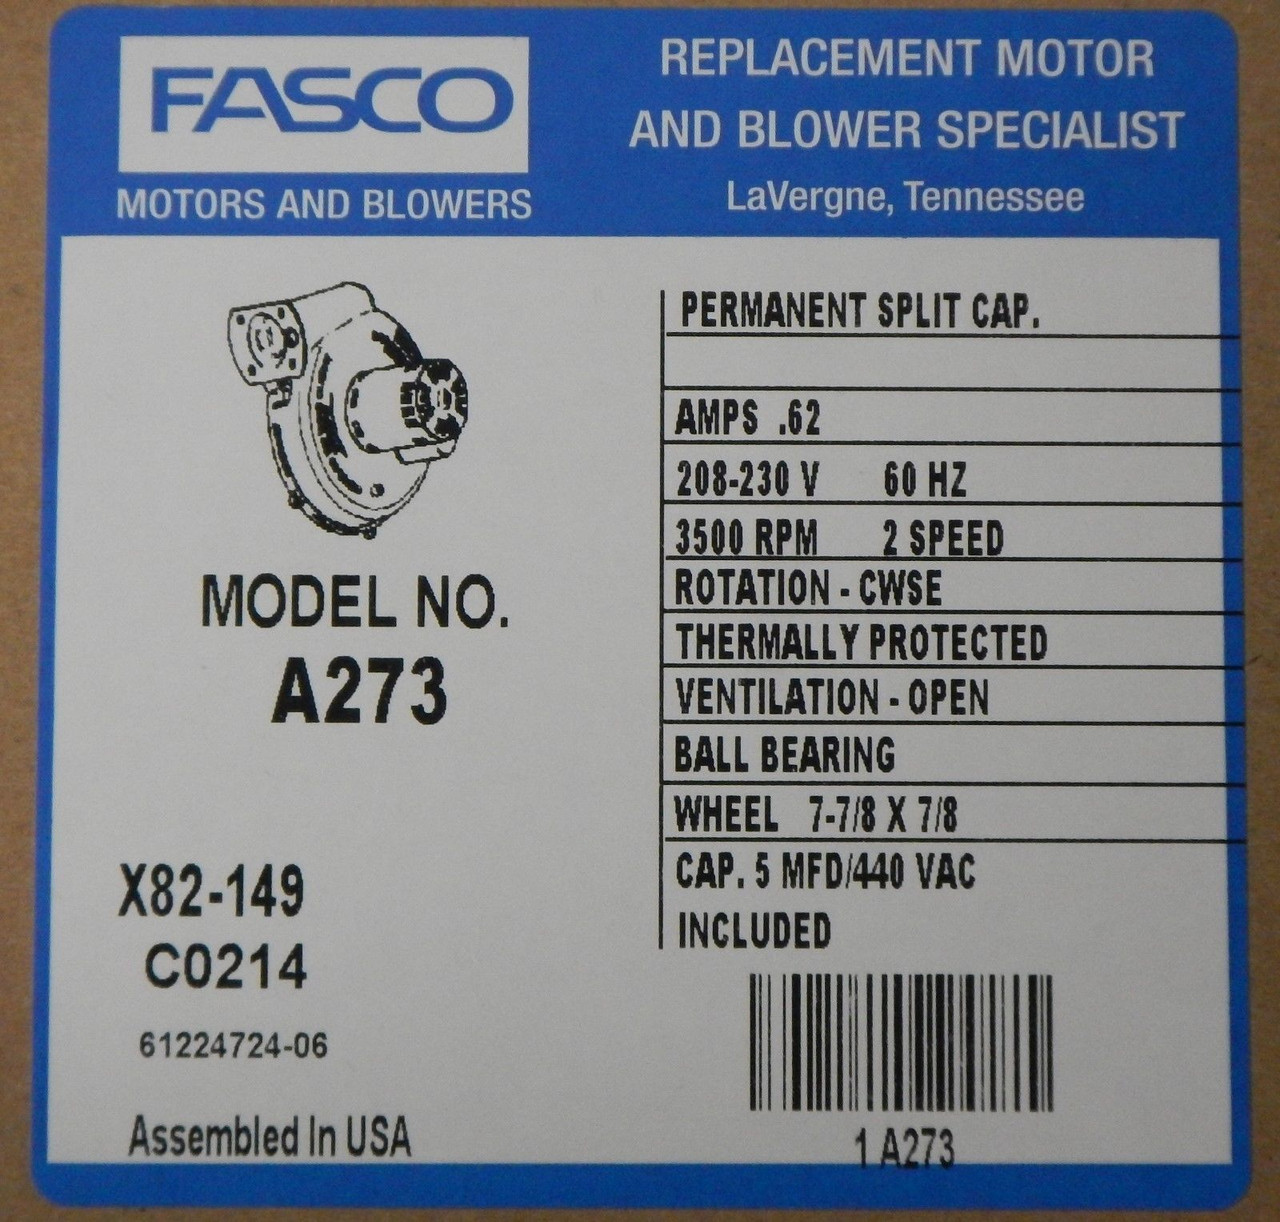 FASCO
MOTORS AND BLOWERS
REPLACEMENT MOTOR
AND BLOWER SPECIALIST
LaVergne, Tennessee
MODEL NO.
A273
X82-149
C0214
61224724-06
Assembled In USA
PERMANENT SPLIT CAP.
AMPS .62
208-230 V 60 HZ
3500 RPM 2 SPEED
ROTATION - CWSE
THERMALLY PROTECTED
VENTILATION - OPEN
BALL BEARING
WHEEL 7-7/8 X 7/8
CAP. 5 MFD/440 VAC
INCLUDED
1 A273